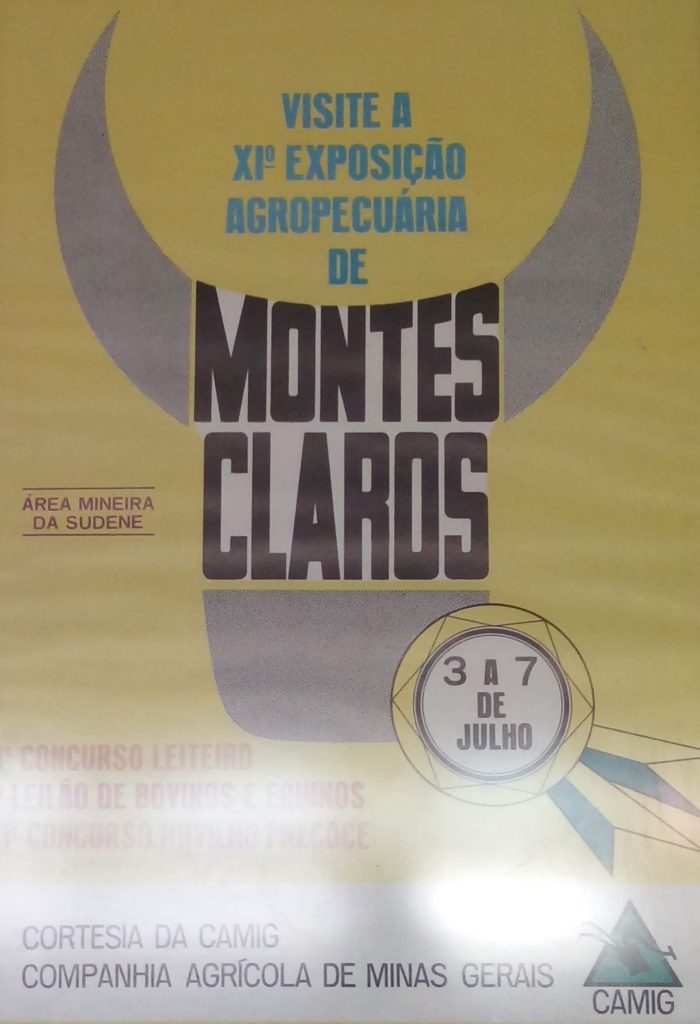 VISITE A
XIº EXPOSIÇÃO
AGROPECUÁRIA
DE
MONTES
CLAROS
ÁREA MINEIRA
DA SUDENE
3 A 7
DE
JULHO
CONCURSO LEITEIRO
LEILÃO DE BOVINOS E EQUINOS
CONCURSO NOVILHO PRECOCE
CORTESIA DA CAMIG
COMPANHIA AGRÍCOLA DE MINAS GERAIS
CAMIG